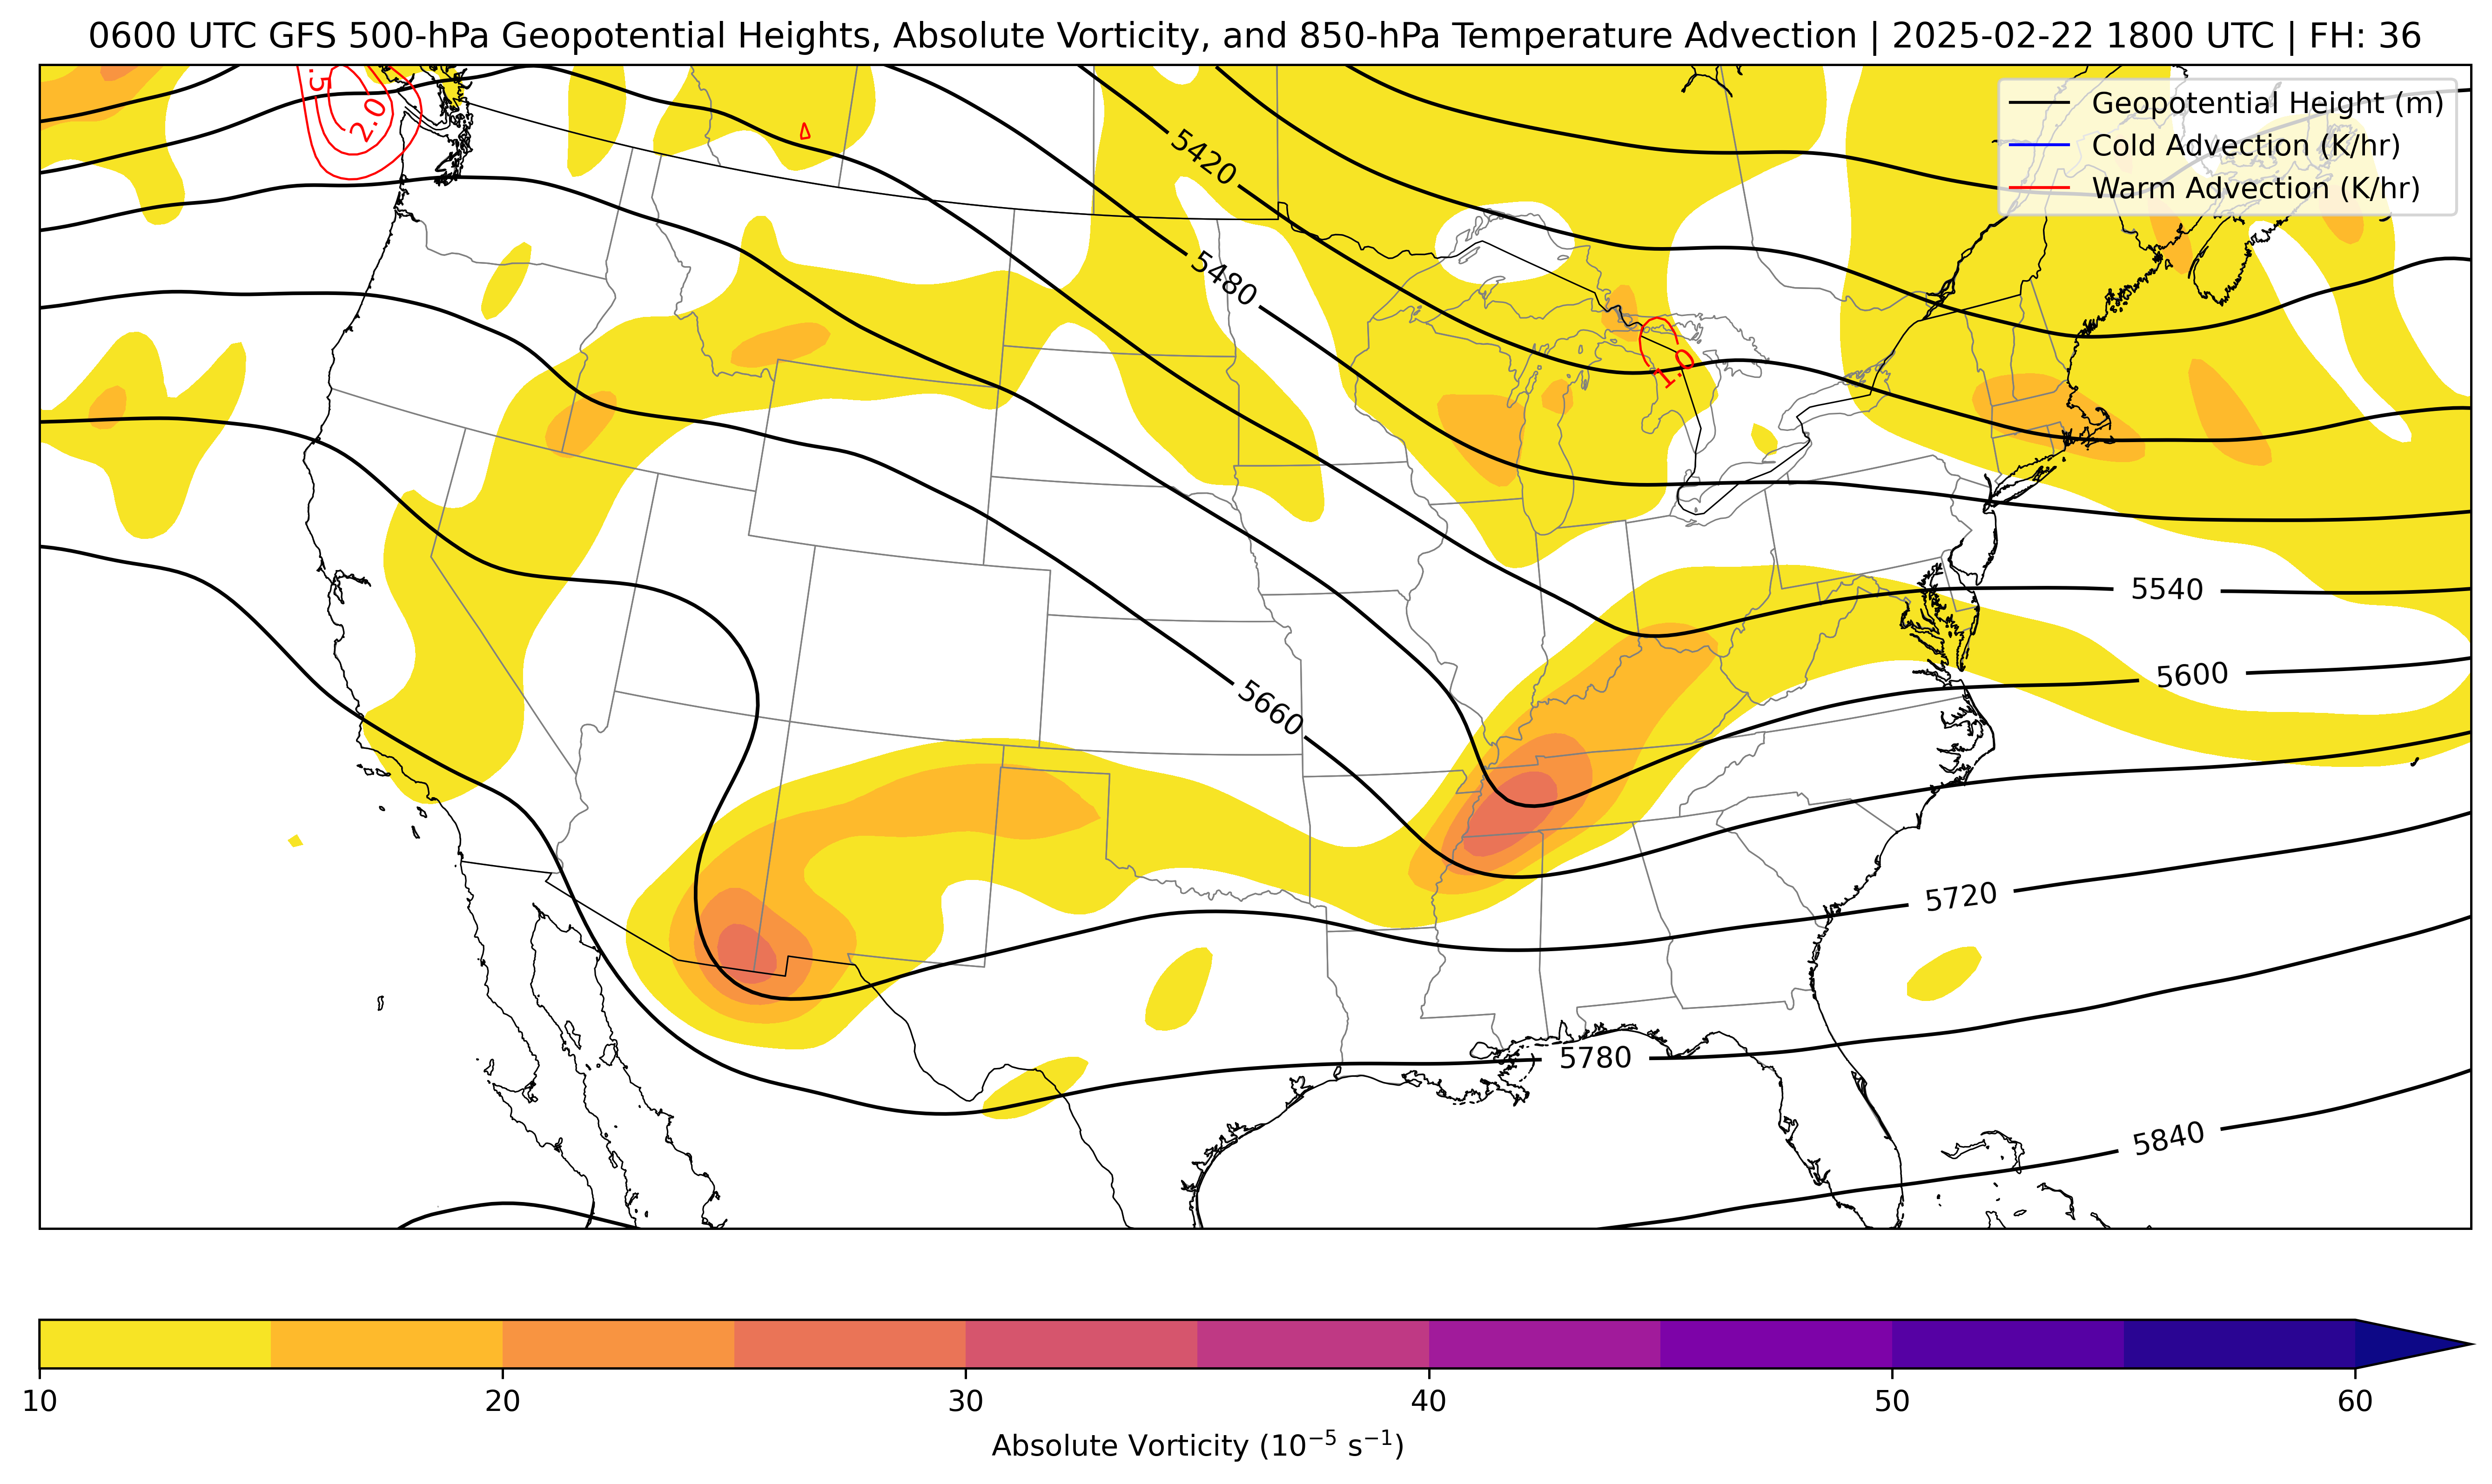 0600 UTC GFS 500-hPa Geopotential Heights, Absolute Vorticity, and 850-hPa Temperature Advection | 2025-02-22 1800 UTC | FH: 36
Geopotential Height (m)
Cold Advection (K/hr)
Warm Advection (K/hr)
.5
2.0
5420
5480
1.0
5540
5600
5660
5720
5780
5840
10 20 30 40 50 60
Absolute Vorticity (10⁻⁵ s⁻¹)